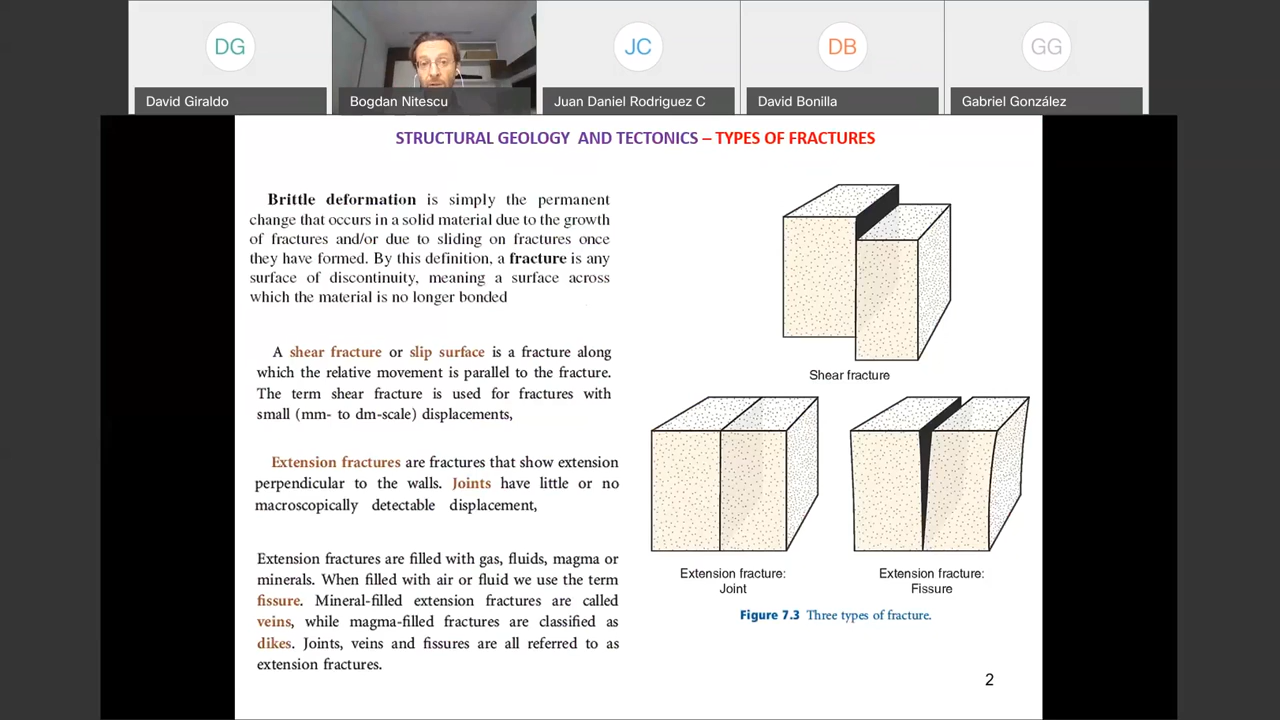 DG
JC
DB
GG
David Giraldo
Bogdan Nitescu
Juan Daniel Rodriguez C
David Bonilla
Gabriel González
STRUCTURAL GEOLOGY AND TECTONICS – TYPES OF FRACTURES
Brittle deformation is simply the permanent
change that occurs in a solid material due to the growth
of fractures and/or due to sliding on fractures once
they have formed. By this definition, a fracture is any
surface of discontinuity, meaning a surface across
which the material is no longer bonded
A shear fracture or slip surface is a fracture along
which the relative movement is parallel to the fracture.
The term shear fracture is used for fractures with
small (mm- to dm-scale) displacements,
Extension fractures are fractures that show extension
perpendicular to the walls. Joints have little or no
macroscopically detectable displacement,
Extension fractures are filled with gas, fluids, magma or
minerals. When filled with air or fluid we use the term
fissure. Mineral-filled extension fractures are called
veins, while magma-filled fractures are classified as
dikes. Joints, veins and fissures are all referred to as
extension fractures.
Shear fracture
Extension fracture:
Joint
Extension fracture:
Fissure
Figure 7.3 Three types of fracture.
2